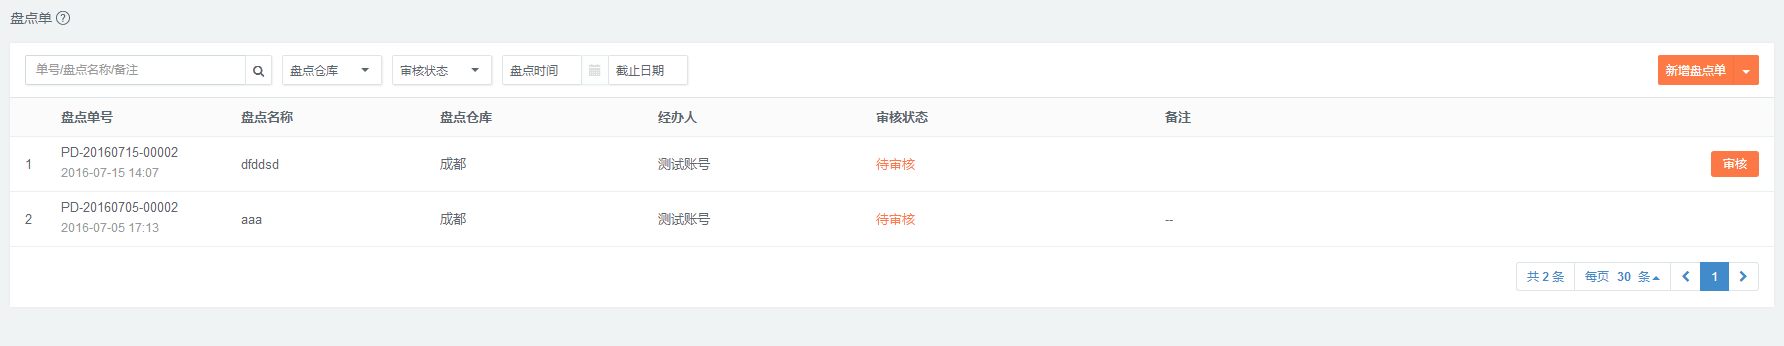 盘点单 ?
单号/盘点名称/备注 盘点仓库 审核状态 盘点时间 截止日期 新增盘点单
盘点单号 盘点名称 盘点仓库 经办人 审核状态 备注
1 PD-20160715-00002 dfddsd 成都 测试账号 待审核 审核
2016-07-15 14:07
2 PD-20160705-00002 aaa 成都 测试账号 待审核 --
2016-07-05 17:13
共 2 条 每页 30 条 1